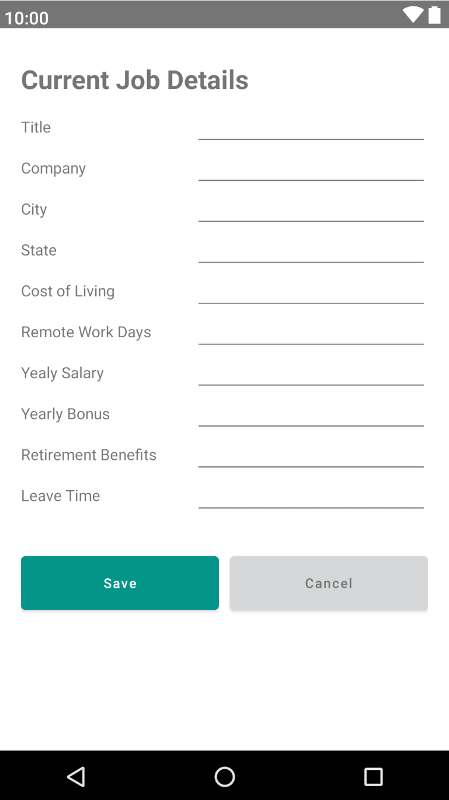 10:00
Current Job Details
Title
Company
City
State
Cost of Living
Remote Work Days
Yealy Salary
Yearly Bonus
Retirement Benefits
Leave Time
Save Cancel